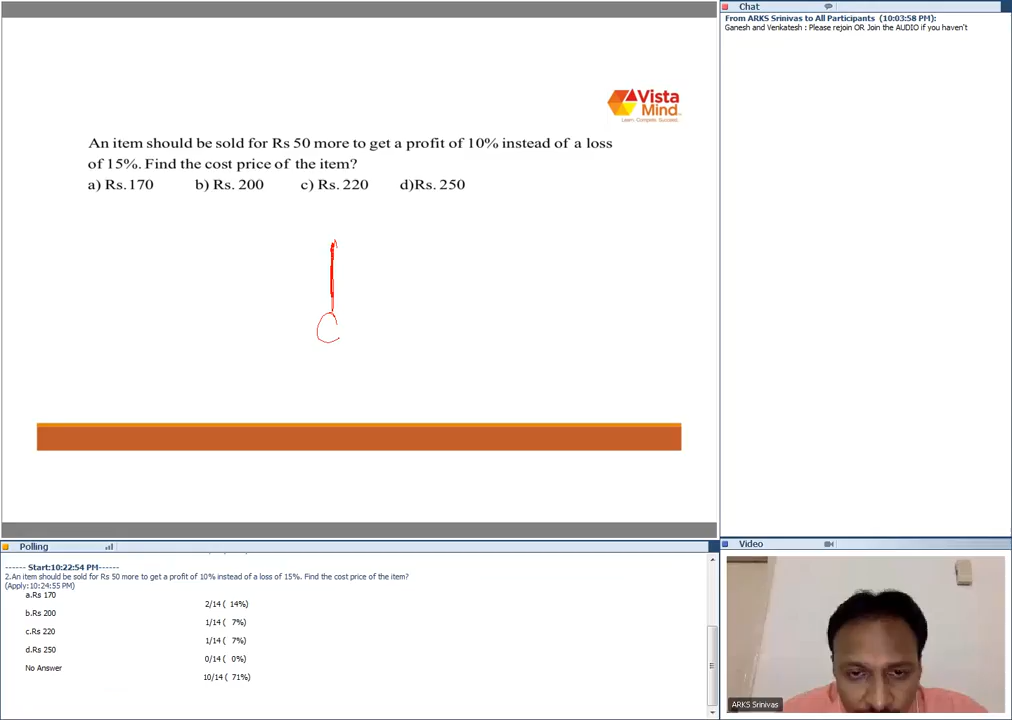 Chat
From ARKS Srinivas to All Participants (10:03:58 PM):
Ganesh and Venkatesh : Please rejoin OR Join the AUDIO if you haven't
Vista
Mind
Learn. Compete. Succeed.
An item should be sold for Rs 50 more to get a profit of 10% instead of a loss
of 15%. Find the cost price of the item?
a) Rs.170 b) Rs. 200 c) Rs. 220 d)Rs. 250
C
Polling
------ Start:10:22:54 PM------
2.An item should be sold for Rs 50 more to get a profit of 10% instead of a loss of 15%. Find the cost price of the item?
(Apply:10:24:55 PM)
a.Rs 170
2/14 ( 14%)
b.Rs 200
1/14 ( 7%)
c.Rs 220
1/14 ( 7%)
d.Rs 250
0/14 ( 0%)
No Answer
10/14 ( 71%)
Video
ARKS Srinivas